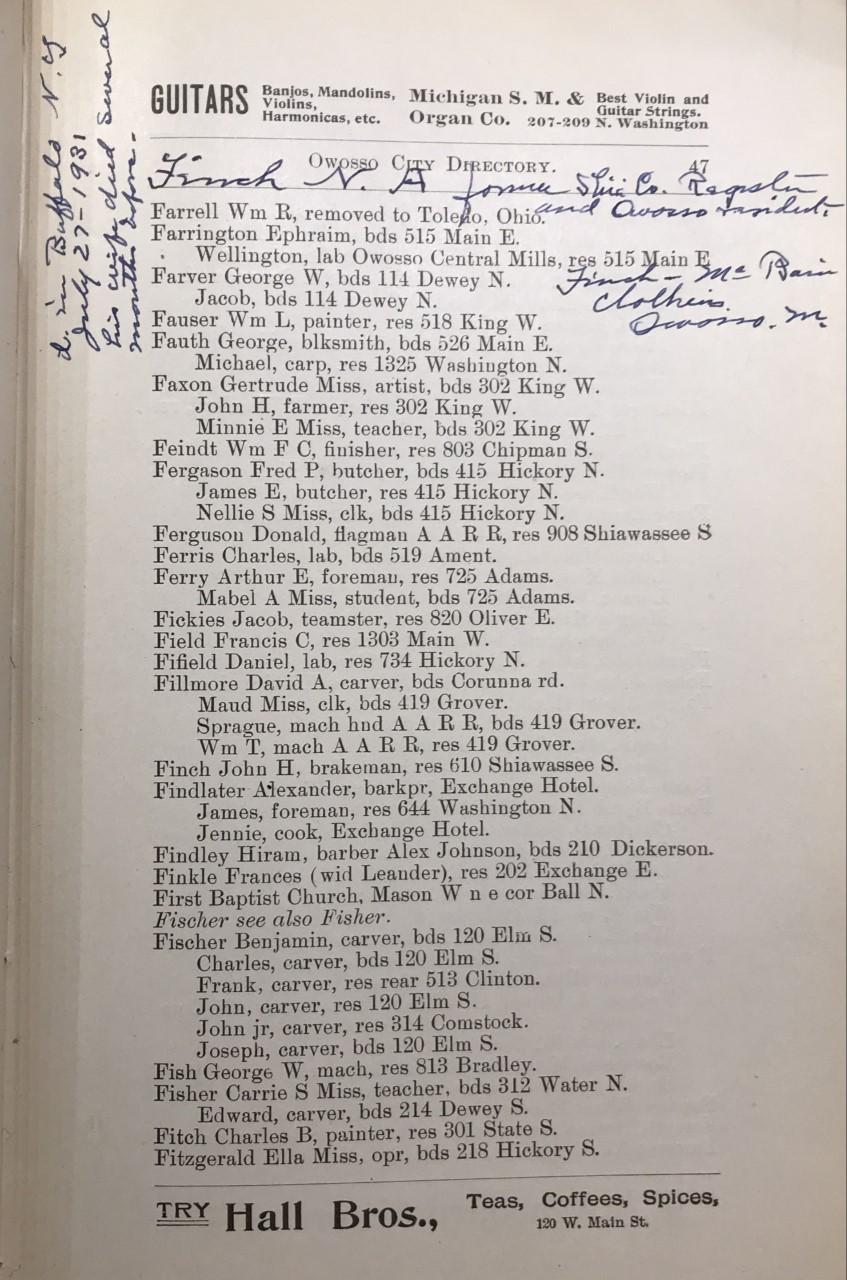 d. in Buffalo N.Y
July 27-1931
his wife died several
months before.
GUITARS Banjos, Mandolins, Violins, Harmonicas, etc. Michigan S. M. & Organ Co. 207-209 N. Washington Best Violin and Guitar Strings.
OWOSSO CITY DIRECTORY. 47
Finch N. A former Shia Co. Register
and Owosso resident.
Farrell Wm R, removed to Toledo, Ohio.
Farrington Ephraim, bds 515 Main E.
Wellington, lab Owosso Central Mills, res 515 Main E
Finch - Mc Bain
Clothiers.
Owosso. M.
Farver George W, bds 114 Dewey N.
Jacob, bds 114 Dewey N.
Fauser Wm L, painter, res 518 King W.
Fauth George, blksmith, bds 526 Main E.
Michael, carp, res 1325 Washington N.
Faxon Gertrude Miss, artist, bds 302 King W.
John H, farmer, res 302 King W.
Minnie E Miss, teacher, bds 302 King W.
Feindt Wm F C, finisher, res 803 Chipman S.
Fergason Fred P, butcher, bds 415 Hickory N.
James E, butcher, res 415 Hickory N.
Nellie S Miss, clk, bds 415 Hickory N.
Ferguson Donald, flagman A A R R, res 908 Shiawassee S
Ferris Charles, lab, bds 519 Ament.
Ferry Arthur E, foreman, res 725 Adams.
Mabel A Miss, student, bds 725 Adams.
Fickies Jacob, teamster, res 820 Oliver E.
Field Francis C, res 1303 Main W.
Fifield Daniel, lab, res 734 Hickory N.
Fillmore David A, carver, bds Corunna rd.
Maud Miss, clk, bds 419 Grover.
Sprague, mach hnd A A R R, bds 419 Grover.
Wm T, mach A A R R, res 419 Grover.
Finch John H, brakeman, res 610 Shiawassee S.
Findlater Alexander, barkpr, Exchange Hotel.
James, foreman, res 644 Washington N.
Jennie, cook, Exchange Hotel.
Findley Hiram, barber Alex Johnson, bds 210 Dickerson.
Finkle Frances (wid Leander), res 202 Exchange E.
First Baptist Church, Mason W n e cor Ball N.
Fischer see also Fisher.
Fischer Benjamin, carver, bds 120 Elm S.
Charles, carver, bds 120 Elm S.
Frank, carver, res rear 513 Clinton.
John, carver, res 120 Elm S.
John jr, carver, res 314 Comstock.
Joseph, carver, bds 120 Elm S.
Fish George W, mach, res 813 Bradley.
Fisher Carrie S Miss, teacher, bds 312 Water N.
Edward, carver, bds 214 Dewey S.
Fitch Charles B, painter, res 301 State S.
Fitzgerald Ella Miss, opr, bds 218 Hickory S.
TRY Hall Bros., Teas, Coffees, Spices,
120 W. Main St.